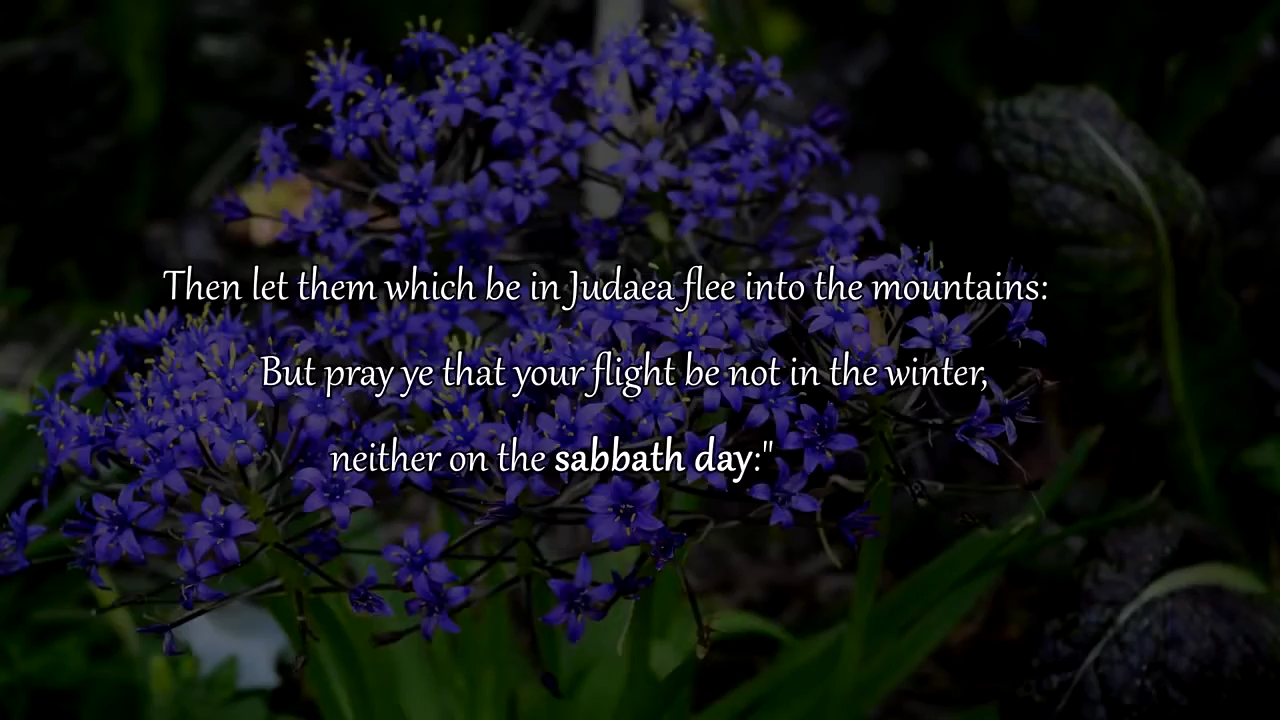 Then let them which be in Judaea flee into the mountains:
But pray ye that your flight be not in the winter,
neither on the sabbath day:"